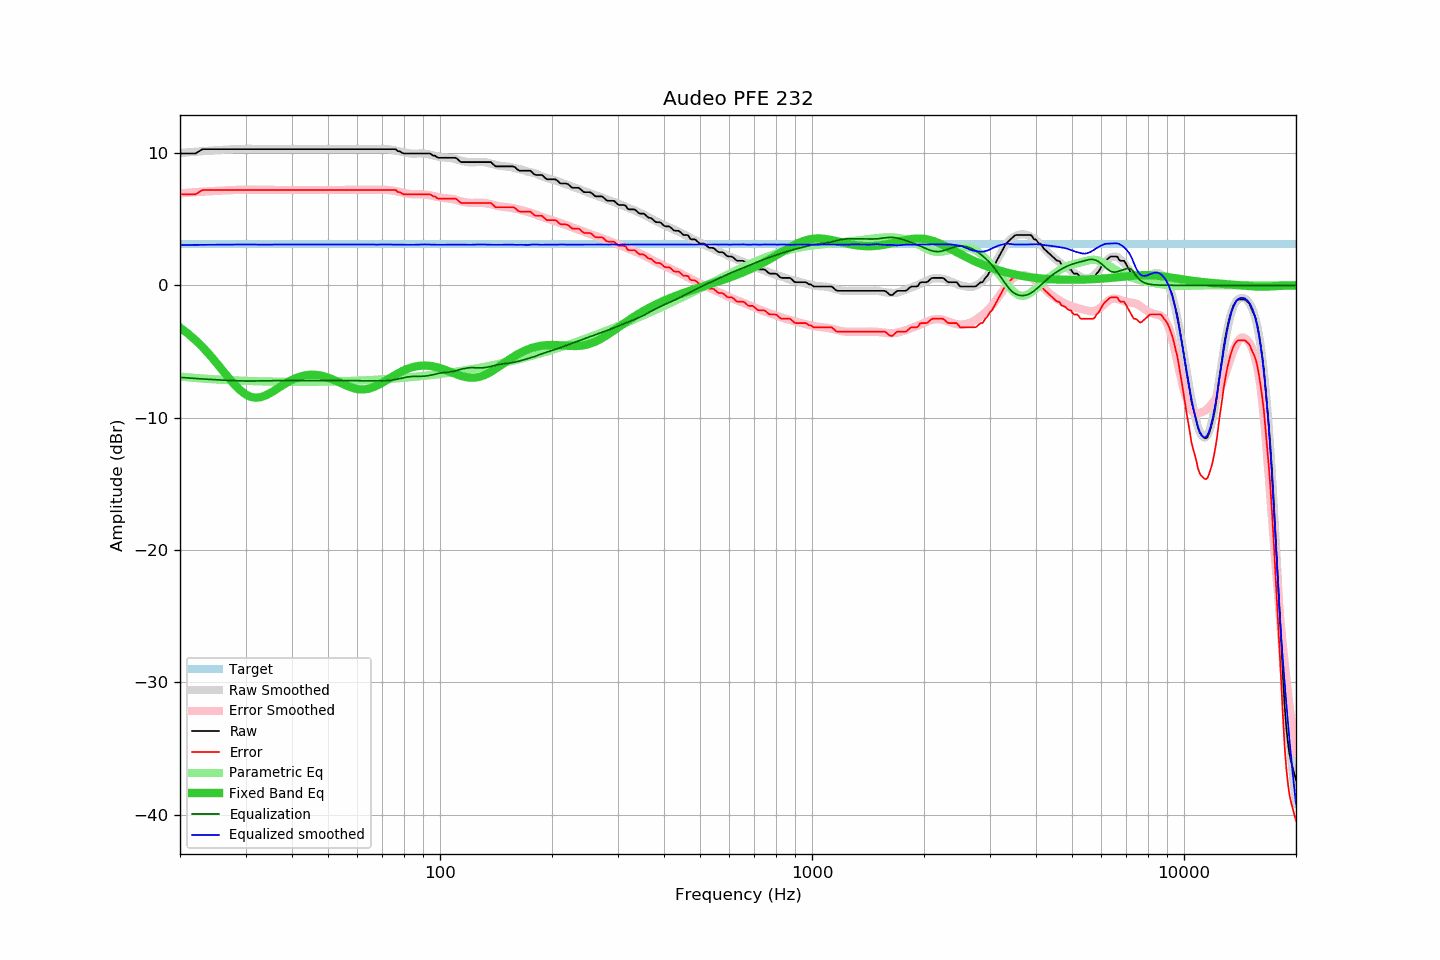 Audeo PFE 232
10
0
−10
−20
−30
−40
Amplitude (dBr)
Target
Raw Smoothed
Error Smoothed
Raw
Error
Parametric Eq
Fixed Band Eq
Equalization
Equalized smoothed
100
1000
10000
Frequency (Hz)